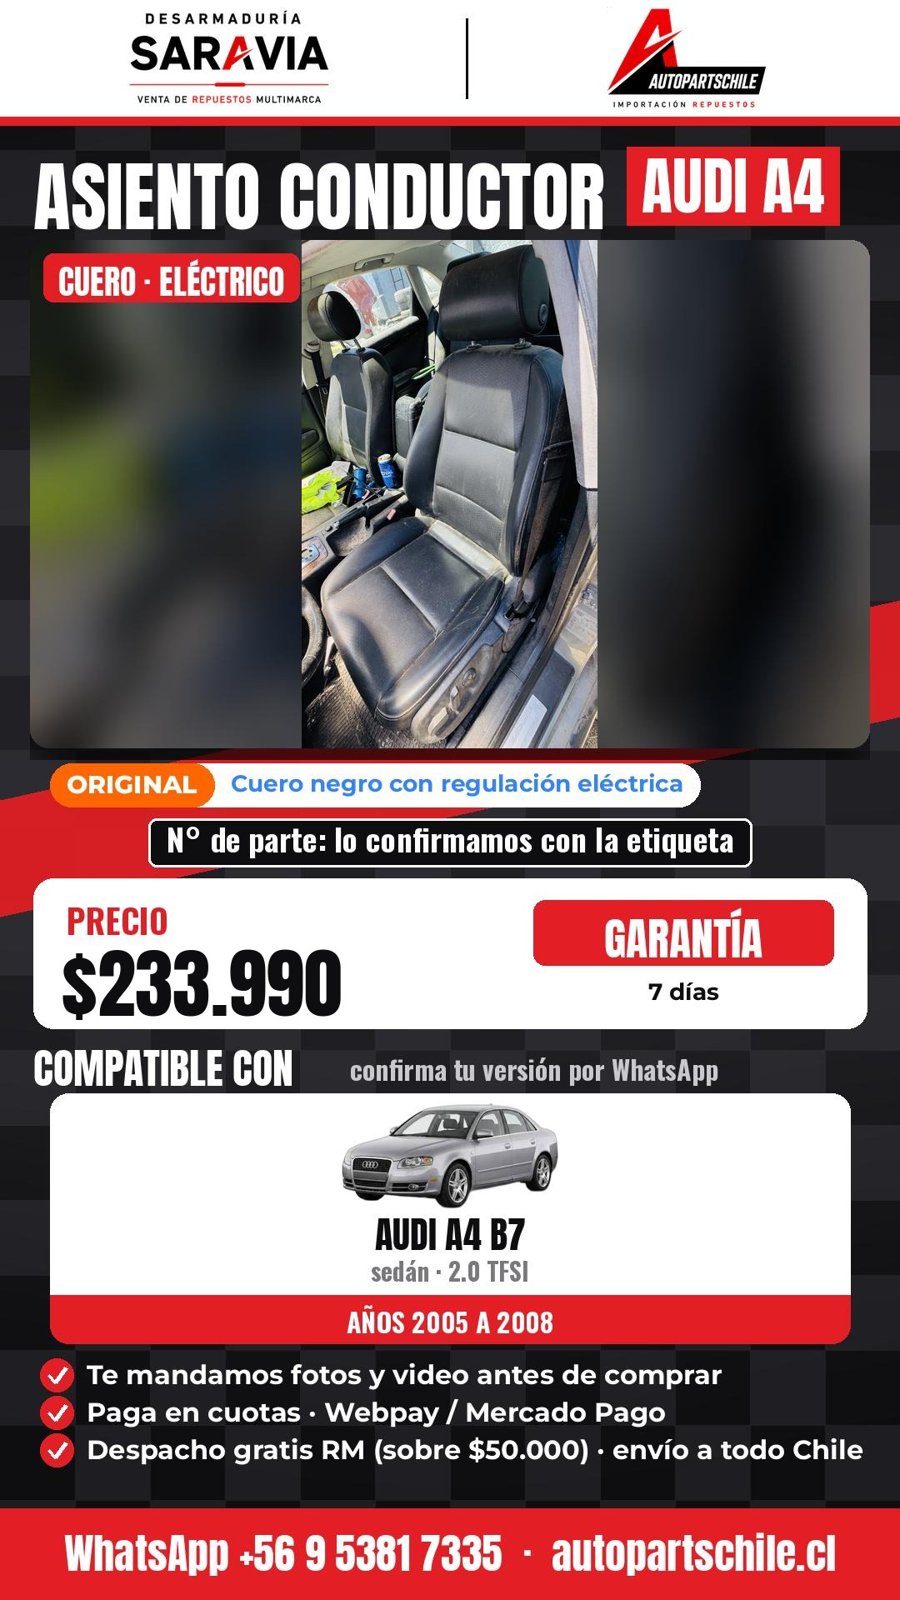 DESARMADURÍA
SARAVIA
VENTA DE REPUESTOS MULTIMARCA
AUTOPARTSCHILE
IMPORTACIÓN REPUESTOS
ASIENTO CONDUCTOR
AUDI A4
CUERO · ELÉCTRICO
ORIGINAL
Cuero negro con regulación eléctrica
N° de parte: lo confirmamos con la etiqueta
PRECIO
$233.990
GARANTÍA
7 días
COMPATIBLE CON
confirma tu versión por WhatsApp
AUDI A4 B7
sedán · 2.0 TFSI
AÑOS 2005 A 2008
Te mandamos fotos y video antes de comprar
Paga en cuotas · Webpay / Mercado Pago
Despacho gratis RM (sobre $50.000) · envío a todo Chile
WhatsApp +56 9 5381 7335 · autopartschile.cl